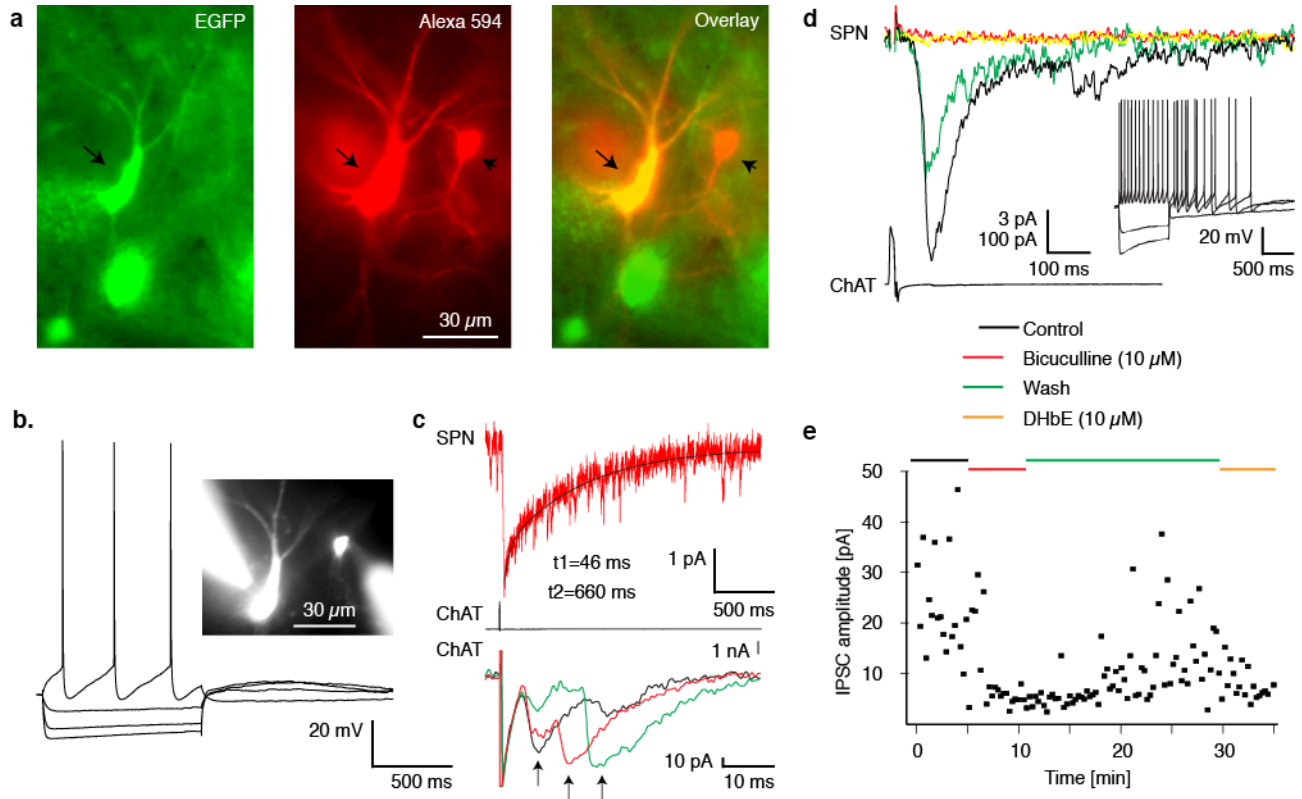 a
EGFP
Alexa 594
Overlay
30 µm
b.
30 µm
20 mV
500 ms
c
SPN
t1=46 ms
t2=660 ms
1 pA
500 ms
ChAT
ChAT
1 nA
10 pA
10 ms
d
SPN
3 pA
100 pA
100 ms
20 mV
500 ms
ChAT
Control
Bicuculline (10 µM)
Wash
DHbE (10 µM)
e
IPSC amplitude [pA]
50
40
30
20
10
0
10
20
30
Time [min]